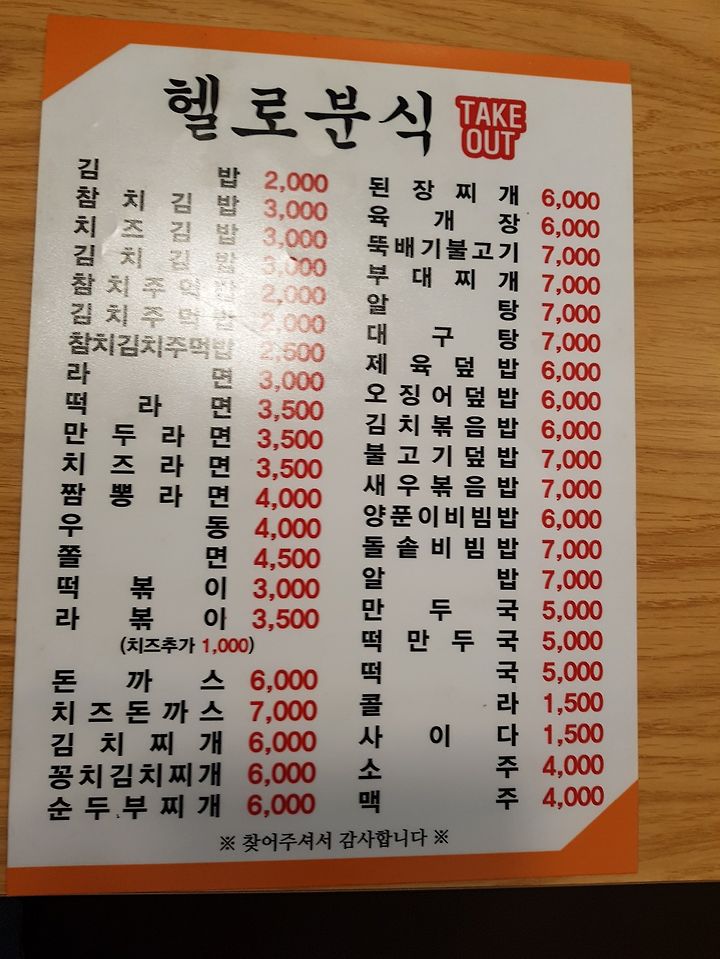 헬로분식
TAKE OUT
김밥 2,000
참치김밥 3,000
치즈김밥 3,000
김치김밥 3,000
참치주먹밥 2,000
김치주먹밥 2,000
참치김치주먹밥 2,500
라면 3,000
떡라면 3,500
만두라면 3,500
치즈라면 3,500
짬뽕라면 4,000
우동 4,000
쫄면 4,500
떡볶이 3,000
라볶아 3,500
(치즈추가 1,000)
돈까스 6,000
치즈돈까스 7,000
김치찌개 6,000
꽁치김치찌개 6,000
순두부찌개 6,000
된장찌개 6,000
육개장 6,000
뚝배기불고기 7,000
부대찌개 7,000
알탕 7,000
대구탕 7,000
제육덮밥 6,000
오징어덮밥 6,000
김치볶음밥 6,000
불고기덮밥 7,000
새우볶음밥 7,000
양푼이비빔밥 6,000
돌솥비빔밥 7,000
알밥 7,000
만두국 5,000
떡만두국 5,000
떡국 5,000
콜라 1,500
사이다 1,500
소주 4,000
맥주 4,000
※ 찾어주셔서 감사합니다 ※